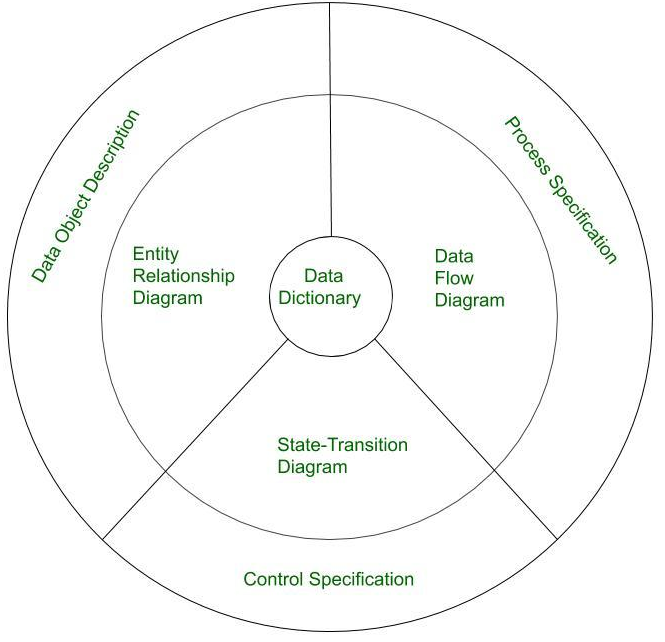 Data Object Description
Process Specification
Entity
Relationship
Diagram
Data
Dictionary
Data
Flow
Diagram
State-Transition
Diagram
Control Specification